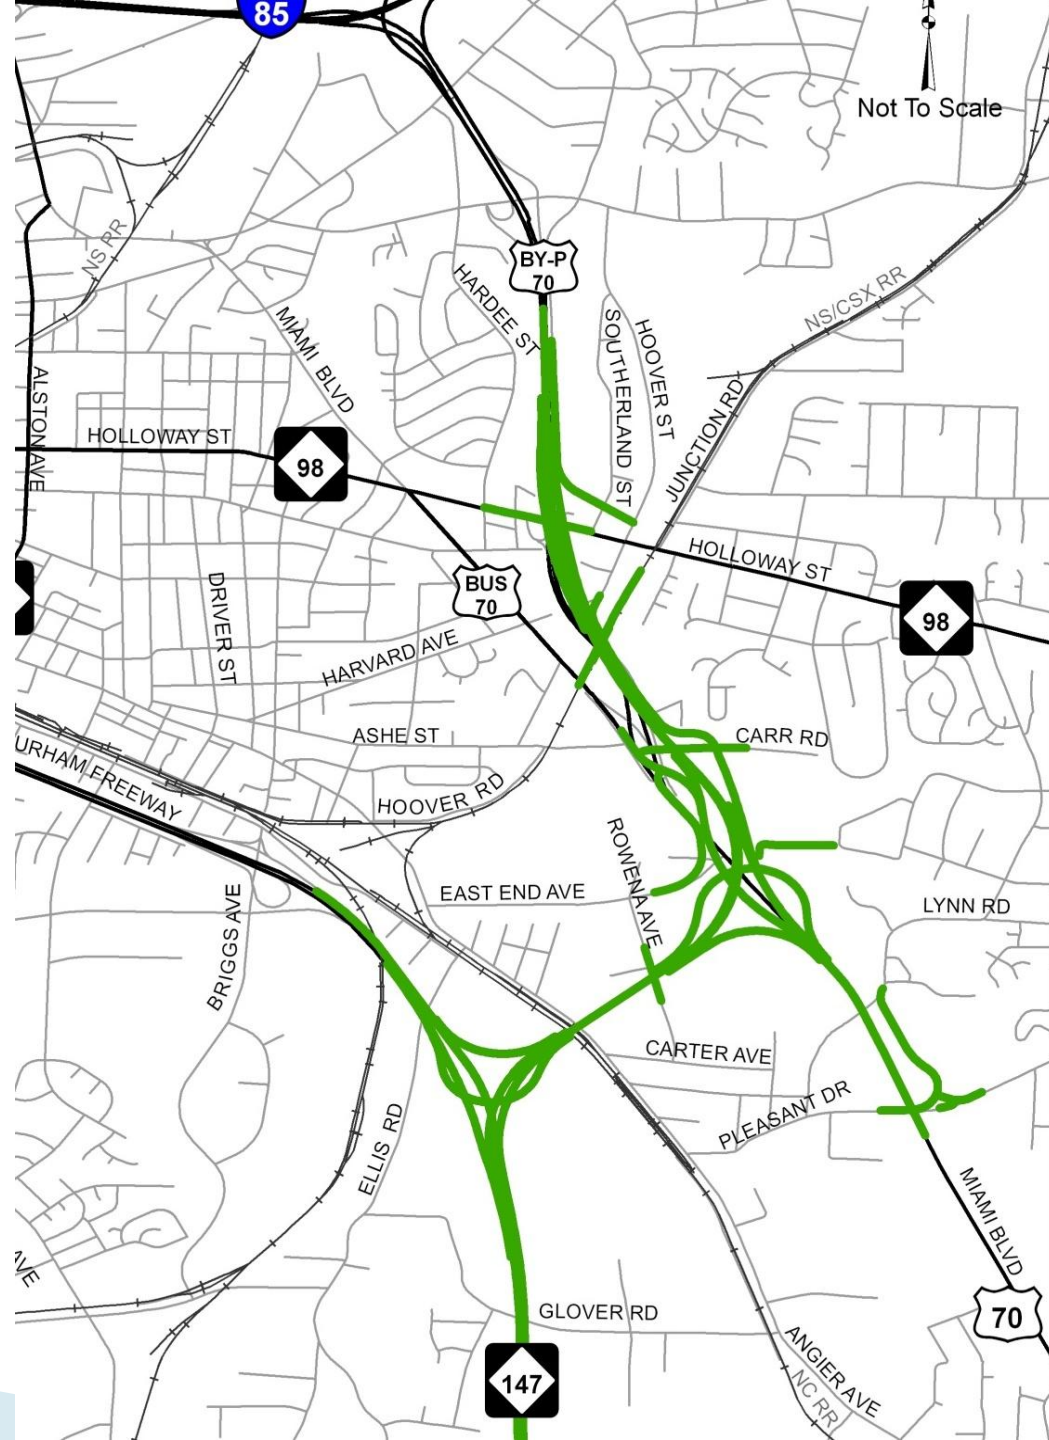 85
Not To Scale
NS RR
BY-P
70
NS/CSX RR
HARDEE ST
MIAMI BLVD
SOUTHERLAND ST
HOOVER ST
JUNCTION RD
ALSTON AVE
HOLLOWAY ST
98
HOLLOWAY ST
BUS
70
98
DRIVER ST
HARVARD AVE
ASHE ST
CARR RD
URHAM FREEWAY
HOOVER RD
ROWENA AVE
EAST END AVE
LYNN RD
BRIGGS AVE
CARTER AVE
PLEASANT DR
ELLIS RD
MIAMI BLVD
AVE
GLOVER RD
70
147
ANGIER AVE
NC RR